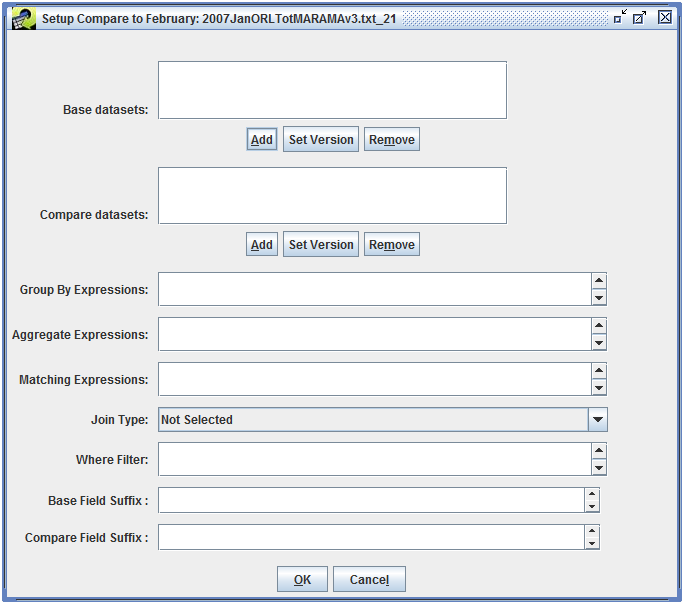 Setup Compare to February: 2007JanORLTotMARAMAv3.txt_21
Base datasets:
Add Set Version Remove
Compare datasets:
Add Set Version Remove
Group By Expressions:
Aggregate Expressions:
Matching Expressions:
Join Type: Not Selected
Where Filter:
Base Field Suffix :
Compare Field Suffix :
OK Cancel